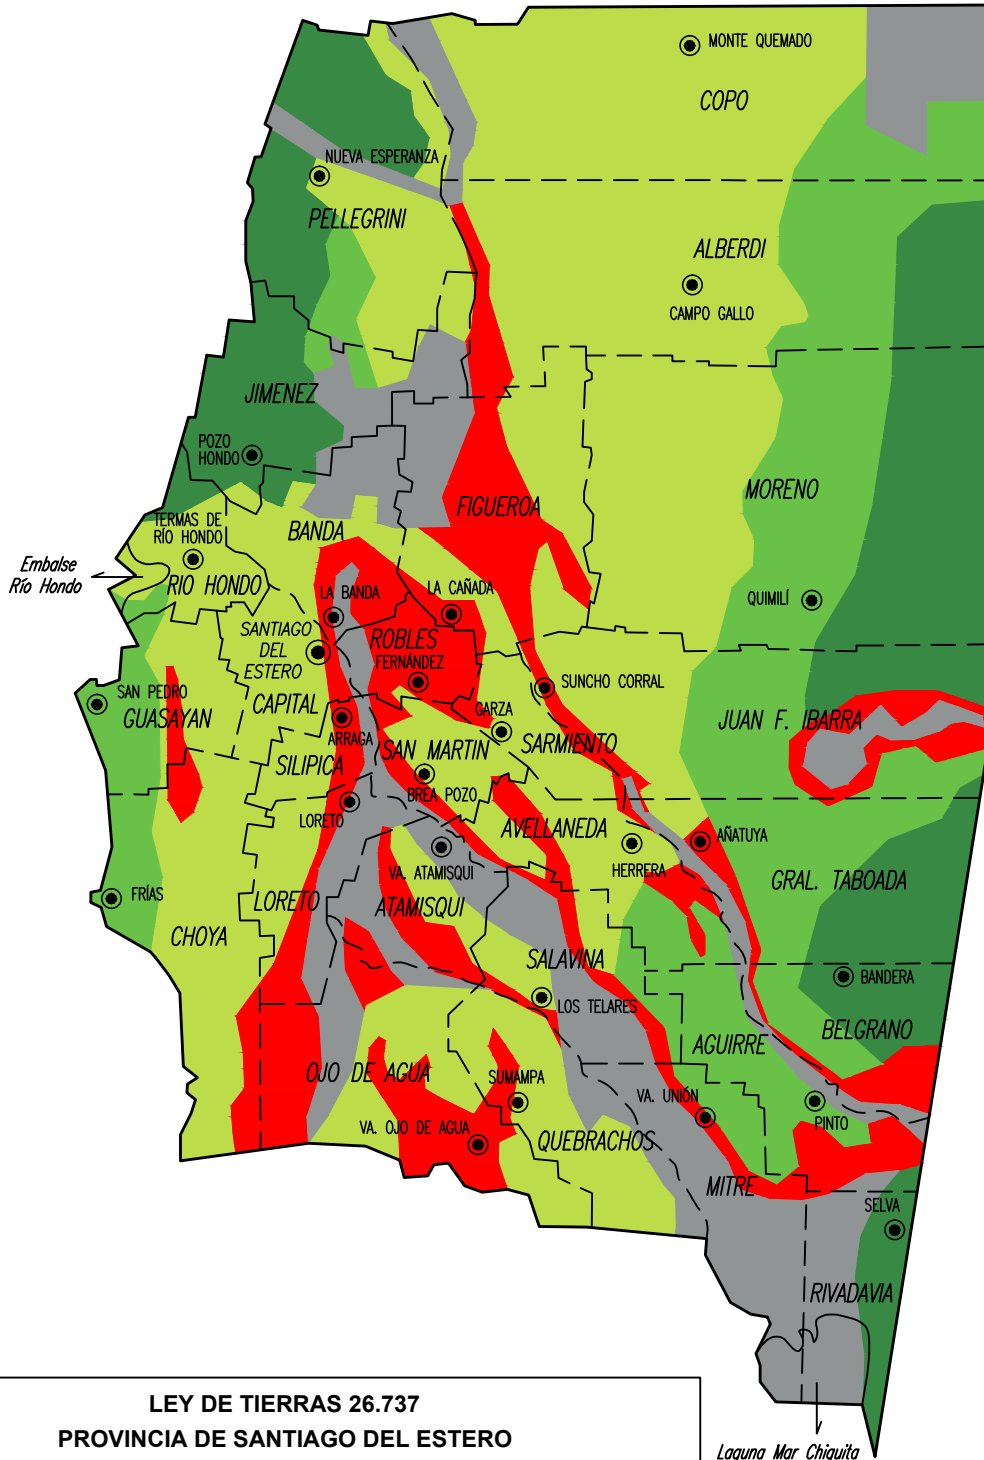 MONTE QUEMADO
COPO
NUEVA ESPERANZA
PELLEGRINI
ALBERDI
CAMPO GALLO
JIMENEZ
POZO
HONDO
MORENO
FIGUEROA
TERMAS DE
RÍO HONDO
BANDA
Embalse
Río Hondo
RIO HONDO
LA BANDA
LA CAÑADA
QUIMILÍ
SANTIAGO
DEL
ESTERO
ROBLES
FERNÁNDEZ
SAN PEDRO
GUASAYAN
CAPITAL
SUNCHO CORRAL
GARZA
ARRAGA
SAN MARTIN
SARMIENTO
JUAN F. IBARRA
SILIPICA
BREA POZO
LORETO
AVELLANEDA
AÑATUYA
VA. ATAMISQUI
HERRERA
GRAL. TABOADA
FRÍAS
LORETO
ATAMISQUI
CHOYA
SALAVINA
BANDERA
LOS TELARES
BELGRANO
AGUIRRE
OJO DE AGUA
SUMAMPA
VA. UNIÓN
PINTO
VA. OJO DE AGUA
QUEBRACHOS
MITRE
SELVA
RIVADAVIA
LEY DE TIERRAS 26.737
PROVINCIA DE SANTIAGO DEL ESTERO
Laguna Mar Chiquita